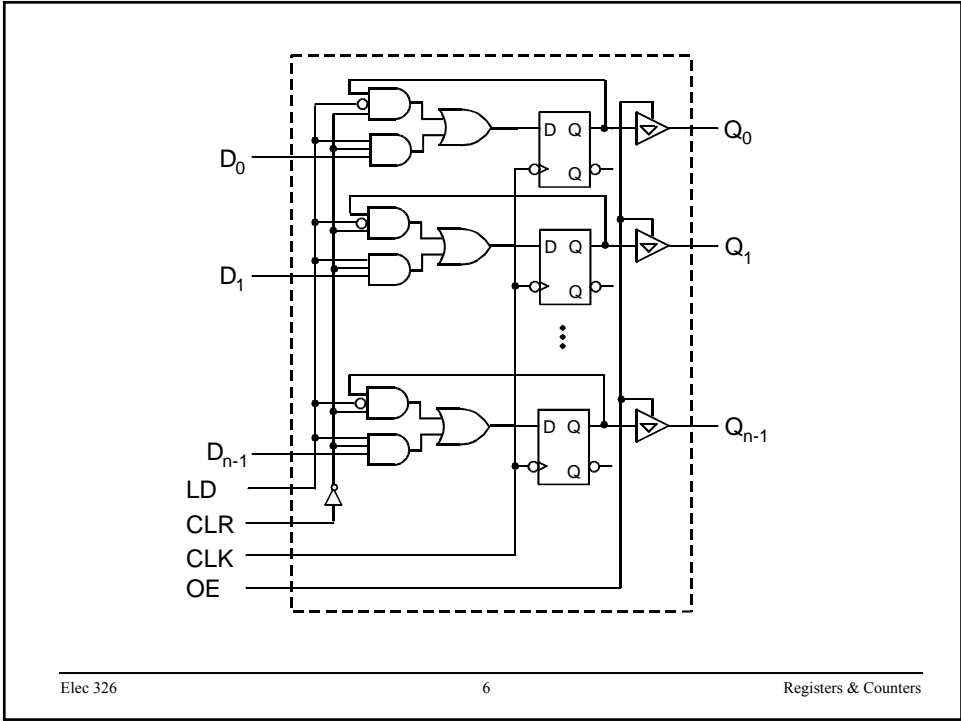 D Q
Q
Q0
D0
D Q
Q
Q1
D1
D Q
Q
Qn-1
Dn-1
LD
CLR
CLK
OE
Elec 326
6
Registers & Counters